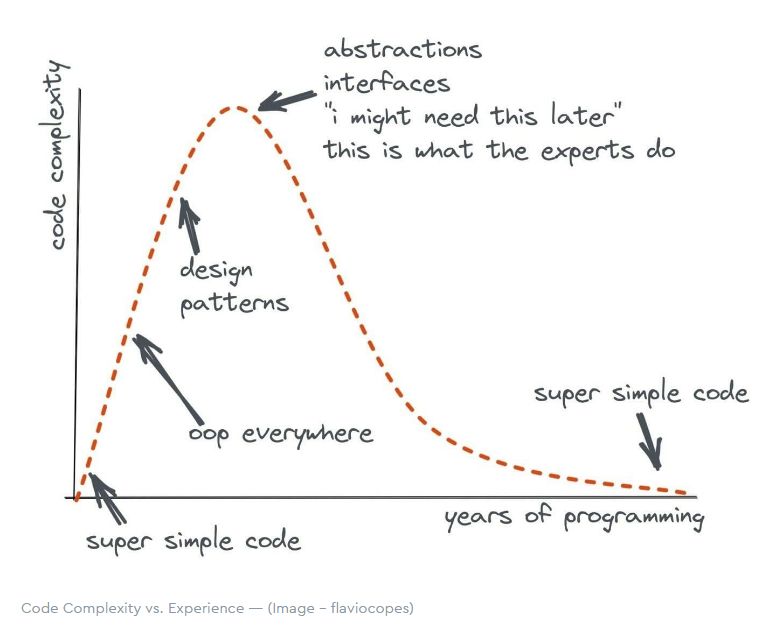 code complexity
abstractions
interfaces
"i might need this later"
this is what the experts do
design
patterns
oop everywhere
super simple code
super simple code
years of programming
Code Complexity vs. Experience — (Image – flaviocopes)